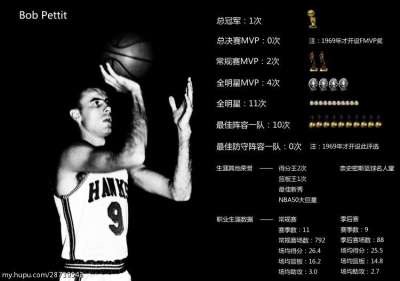 Bob Pettit
总冠军：1次
总决赛MVP：0次 注：1969年才开设FMVP奖
常规赛MVP：2次
全明星MVP：4次
全明星：11次
最佳阵容一队：10次
最佳防守阵容一队：0次 注：1969年才开设此评选
生涯其他荣誉 —— 得分王2次 —— 奈史密斯篮球名人堂
篮板王1次
最佳新秀
NBA50大巨星
职业生涯数据 —— 常规赛 季后赛
赛季数：11 赛季数：9
常规赛场数：792 季后赛场数：88
场均得分：26.4 场均得分：25.5
场均篮板：16.2 场均篮板：14.8
场均助攻：3.0 场均助攻：2.7
HAWKS
9